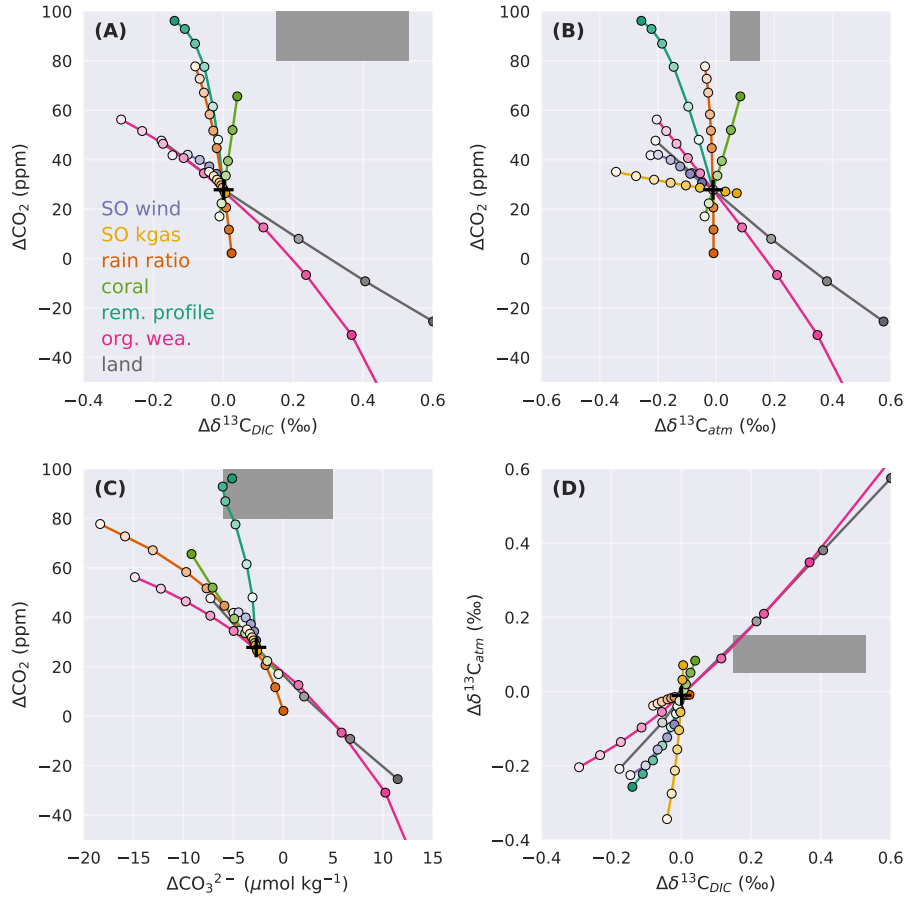 100
80
60
40
20
0
−20
−40
ΔCO₂ (ppm)
(A)
SO wind
SO kgas
rain ratio
coral
rem. profile
org. wea.
land
−0.4 −0.2 0.0 0.2 0.4 0.6
Δδ¹³C_DIC (‰)
100
80
60
40
20
0
−20
−40
ΔCO₂ (ppm)
(B)
−0.6 −0.4 −0.2 0.0 0.2 0.4 0.6
Δδ¹³C_atm (‰)
100
80
60
40
20
0
−20
−40
ΔCO₂ (ppm)
(C)
−20 −15 −10 −5 0 5 10 15
ΔCO₃²⁻ (μmol kg⁻¹)
0.6
0.4
0.2
0.0
−0.2
−0.4
Δδ¹³C_atm (‰)
(D)
−0.4 −0.2 0.0 0.2 0.4 0.6
Δδ¹³C_DIC (‰)